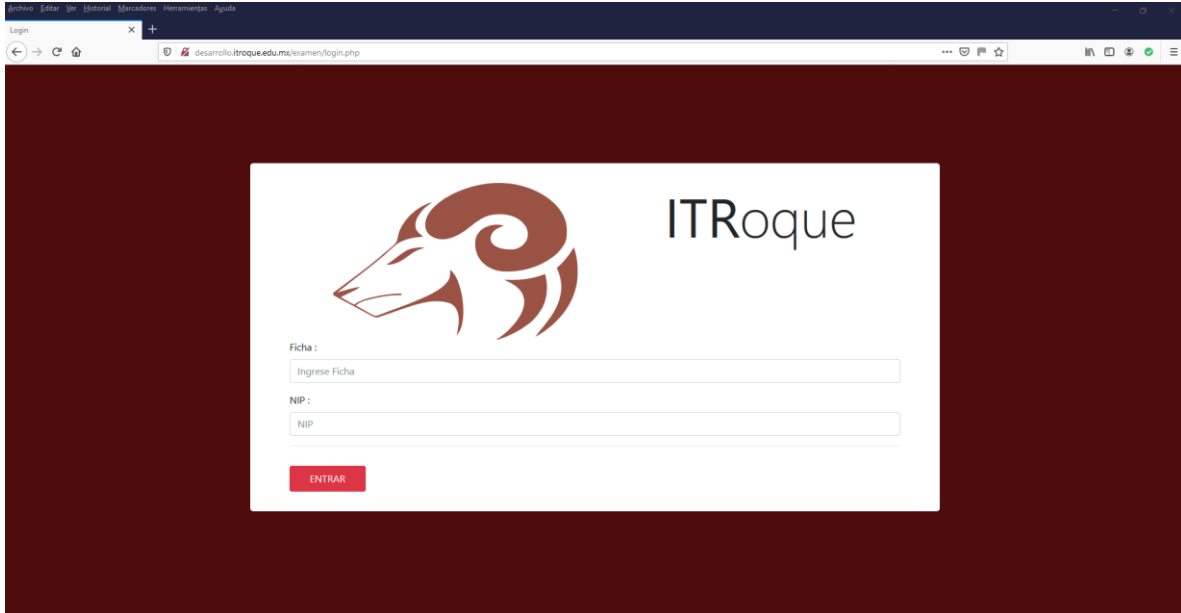 Archivo Editar Ver Historial Marcadores Herramientas Ayuda
Login
desarrollo.itroque.edu.mx/examen/login.php
ITRoque
Ficha :
Ingrese Ficha
NIP :
NIP
ENTRAR